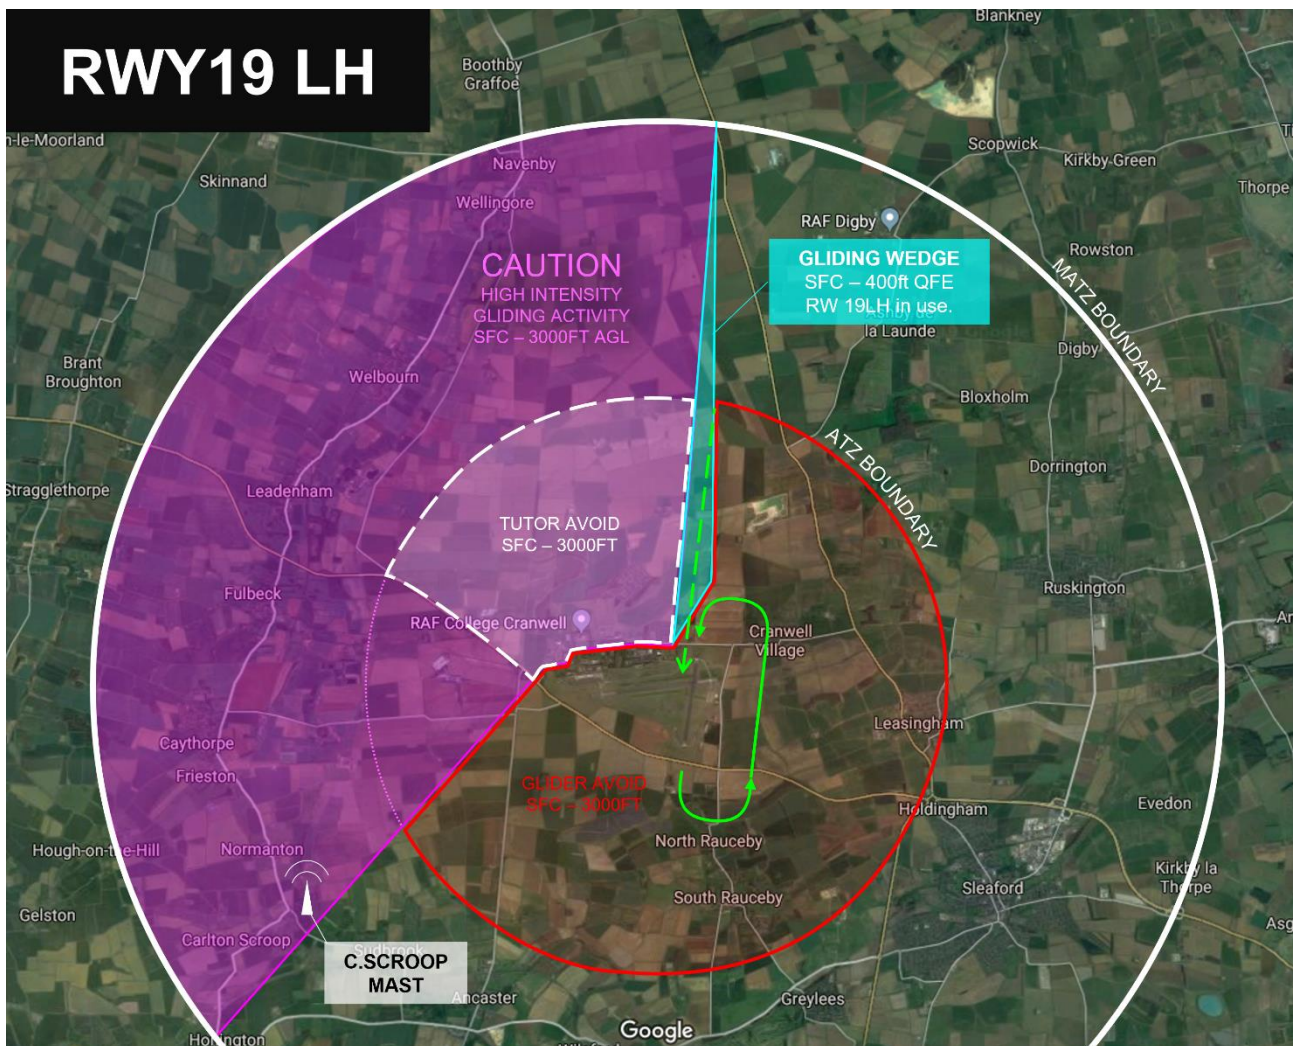 RWY19 LH
Blankney
Boothby
Graffoe
n-le-Moorland
Scopwick
Kirkby Green
Navenby
Skinnand
Thorpe
Wellingore
RAF Digby
Rowston
CAUTION
HIGH INTENSITY
GLIDING ACTIVITY
SFC – 3000FT AGL
GLIDING WEDGE
SFC – 400ft QFE
RW 19LH in use.
la Launde
MATZ BOUNDARY
Digby
Brant
Broughton
Welbourn
Bloxholm
ATZ BOUNDARY
Dorrington
Stragglethorpe
Leadenham
TUTOR AVOID
SFC – 3000FT
Fulbeck
Ruskington
RAF College Cranwell
Cranwell
Village
Leasingham
Caythorpe
Frieston
GLIDER AVOID
SFC – 3000FT
Holdingham
Evedon
Hough-on-the-Hill
Normanton
North Rauceby
Kirkby la
Thorpe
Sleaford
South Rauceby
Gelston
Carlton Scroop
Sudbrook
C.SCROOP
MAST
Ancaster
Greylees
Google